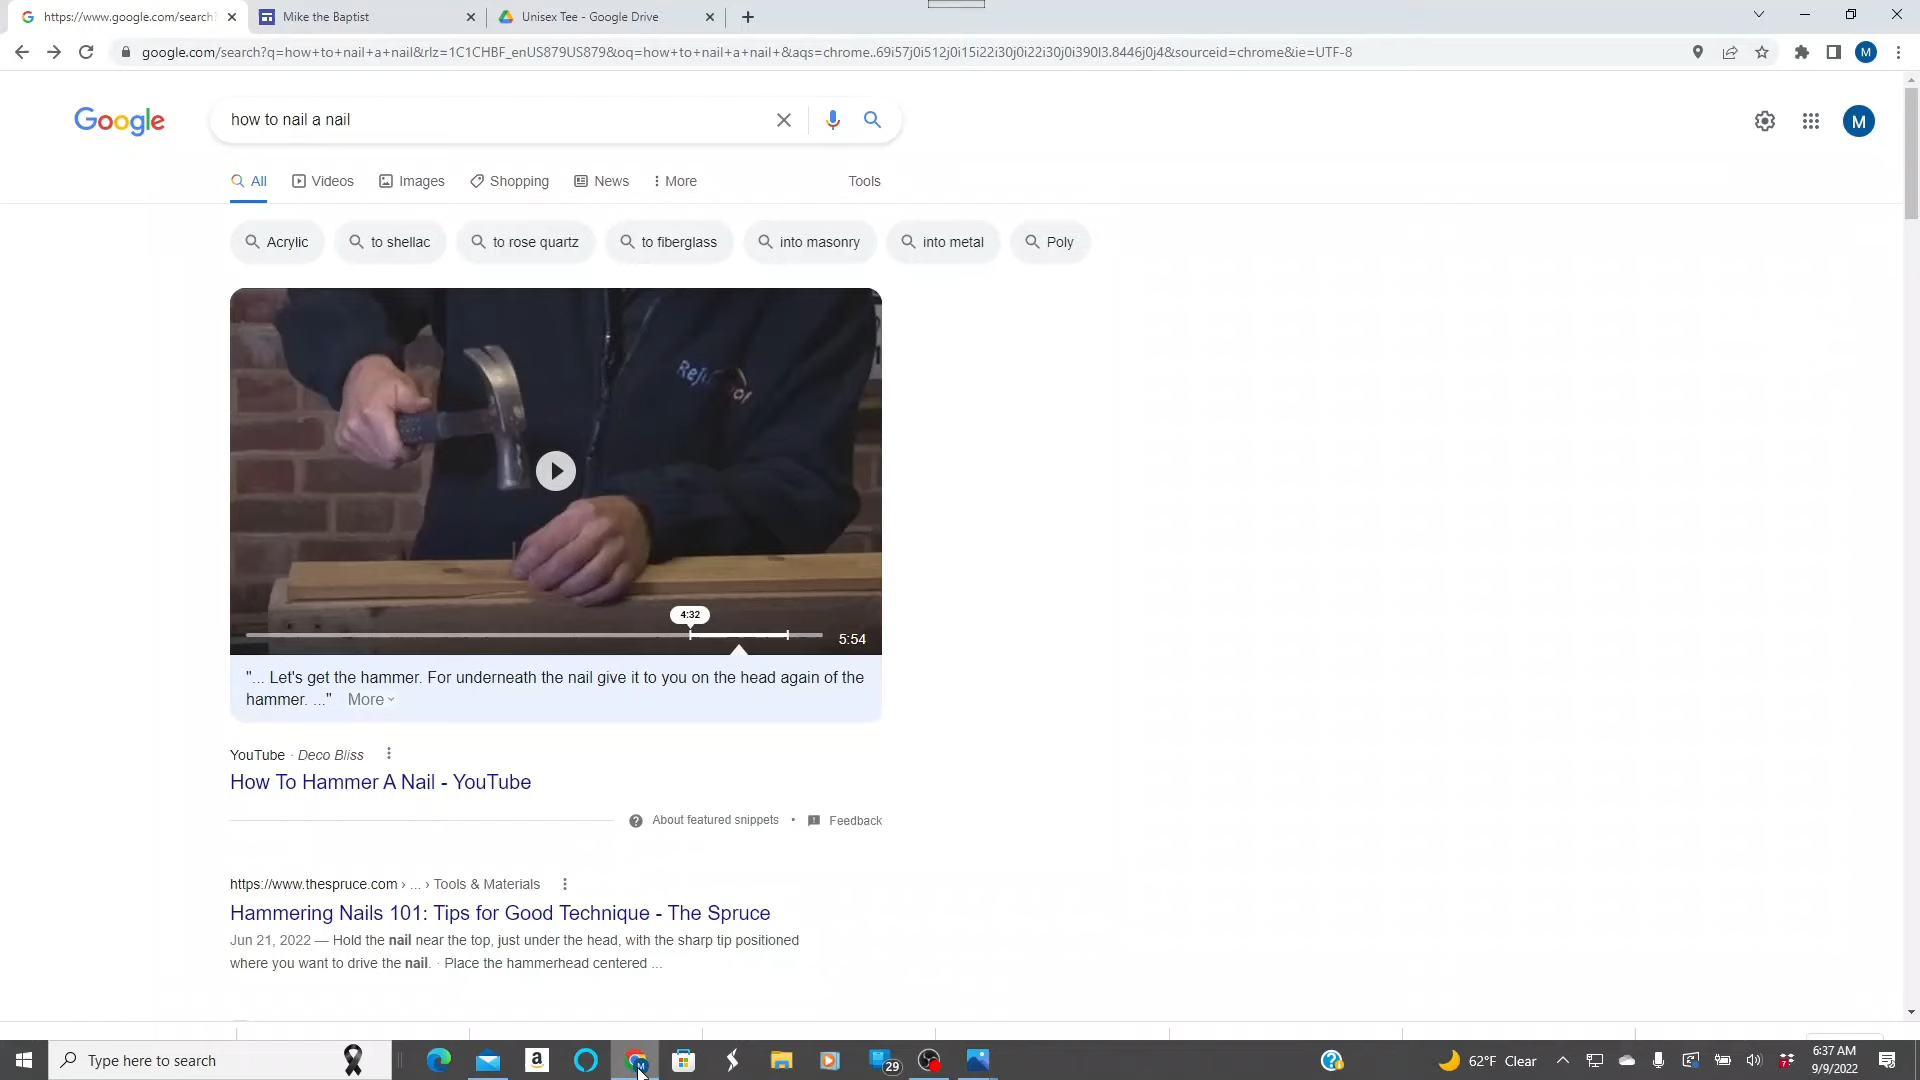 https://www.google.com/search?
Mike the Baptist
Unisex Tee - Google Drive
google.com/search?q=how+to+nail+a+nail&rlz=1C1CHBF_enUS879US879&oq=how+to+nail+a+nail+&aqs=chrome..69i57j0i512j0i15i22i30j0i22i30j0i390l3.8446j0j4&sourceid=chrome&ie=UTF-8
M
Google
how to nail a nail
M
All
Videos
Images
Shopping
News
More
Tools
Acrylic
to shellac
to rose quartz
to fiberglass
into masonry
into metal
Poly
4:32
5:54
"... Let's get the hammer. For underneath the nail give it to you on the head again of the
hammer. ..." More
YouTube · Deco Bliss
How To Hammer A Nail - YouTube
About featured snippets • Feedback
https://www.thespruce.com › ... › Tools & Materials
Hammering Nails 101: Tips for Good Technique - The Spruce
Jun 21, 2022 — Hold the nail near the top, just under the head, with the sharp tip positioned
where you want to drive the nail. · Place the hammerhead centered ...
Type here to search
a
M
29
62°F Clear
7
6:37 AM
9/9/2022